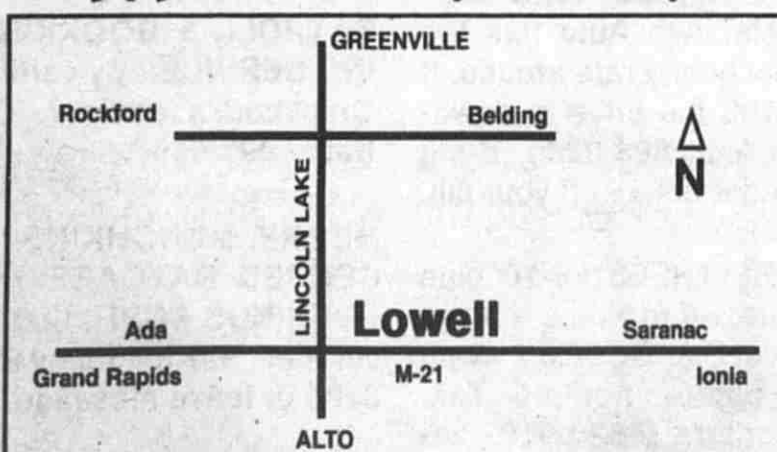 GREENVILLE
Rockford Belding
N
LINCOLN LAKE
Lowell
Ada Saranac
Grand Rapids M-21 Ionia
ALTO